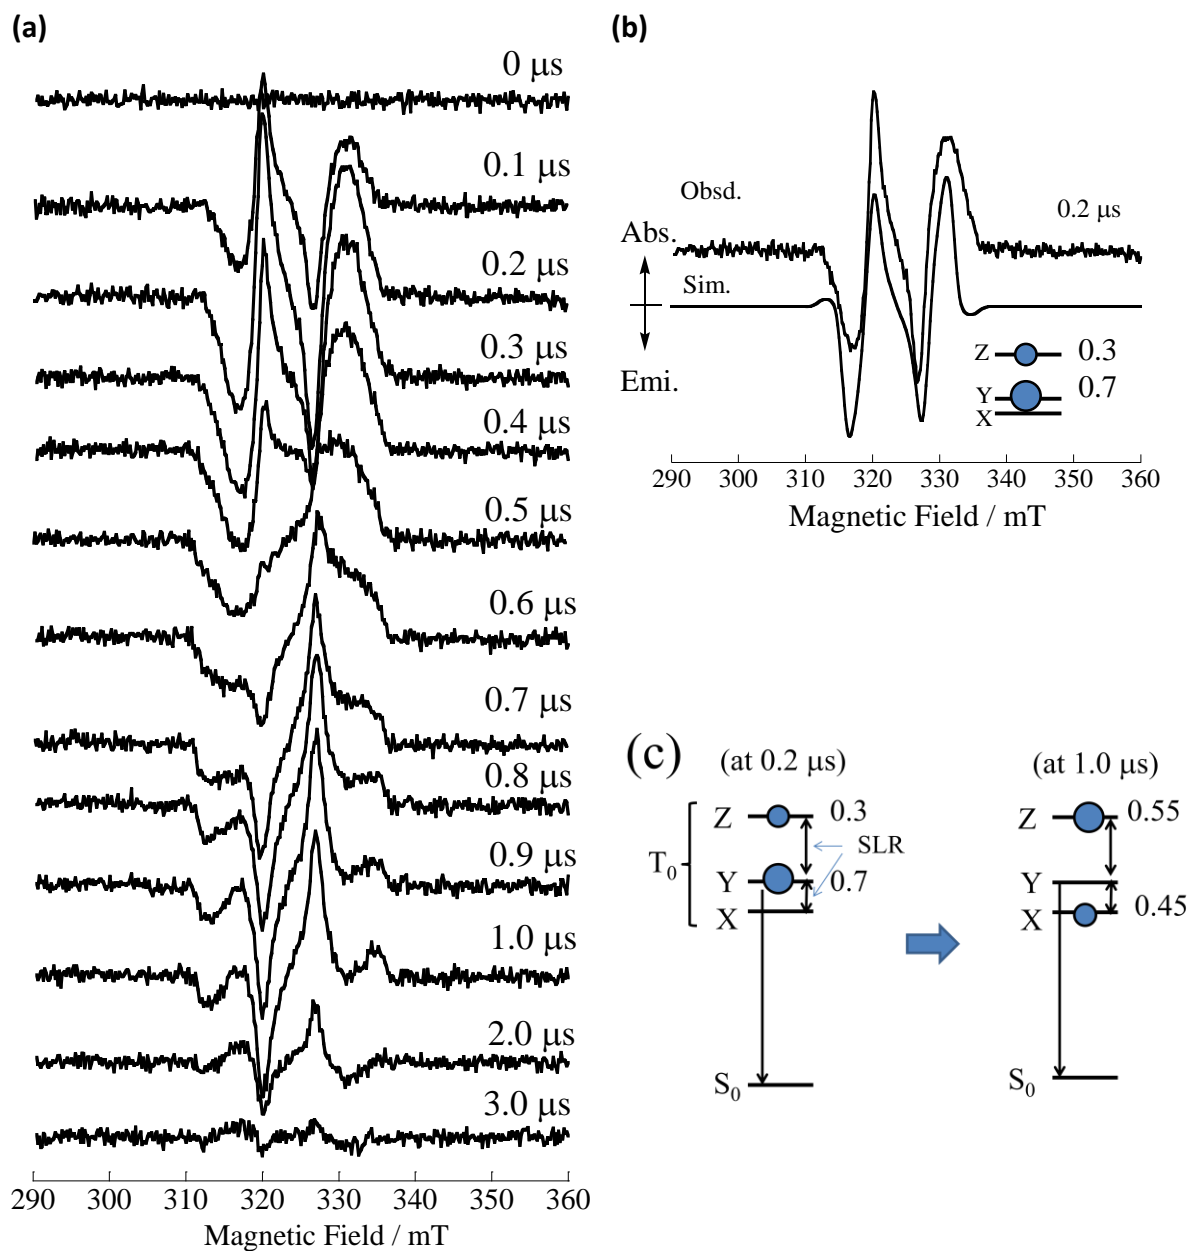 (a)
0 μs
0.1 μs
0.2 μs
0.3 μs
0.4 μs
0.5 μs
0.6 μs
0.7 μs
0.8 μs
0.9 μs
1.0 μs
2.0 μs
3.0 μs
290 300 310 320 330 340 350 360
Magnetic Field / mT
(b)
Obsd.
0.2 μs
Abs.
Sim.
Emi.
Z 0.3
Y 0.7
X
290 300 310 320 330 340 350 360
Magnetic Field / mT
(c)
(at 0.2 μs)
Z 0.3
SLR
T₀
Y 0.7
X
S₀
(at 1.0 μs)
Z 0.55
Y
X 0.45
S₀